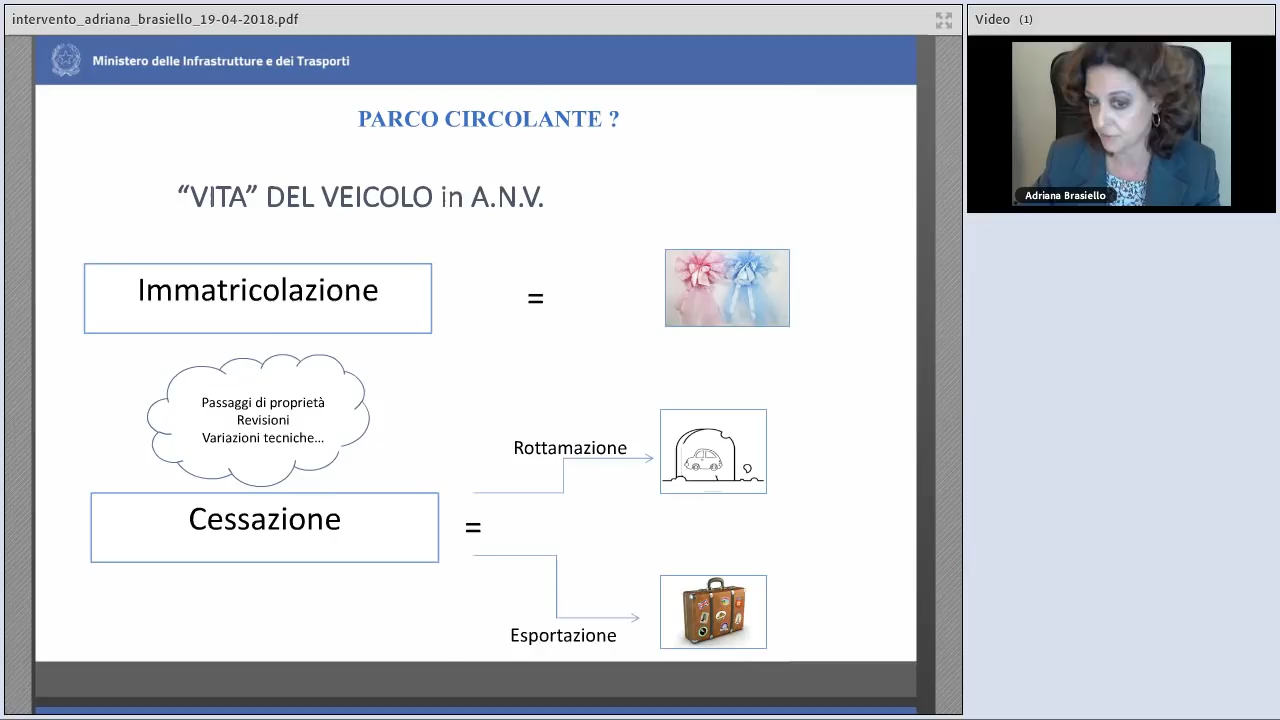 intervento_adriana_brasiello_19-04-2018.pdf
Video (1)
Ministero delle Infrastrutture e dei Trasporti
Adriana Brasiello
PARCO CIRCOLANTE ?
“VITA” DEL VEICOLO in A.N.V.
Immatricolazione
=
Passaggi di proprietà
Revisioni
Variazioni tecniche...
Rottamazione
Cessazione
=
Esportazione